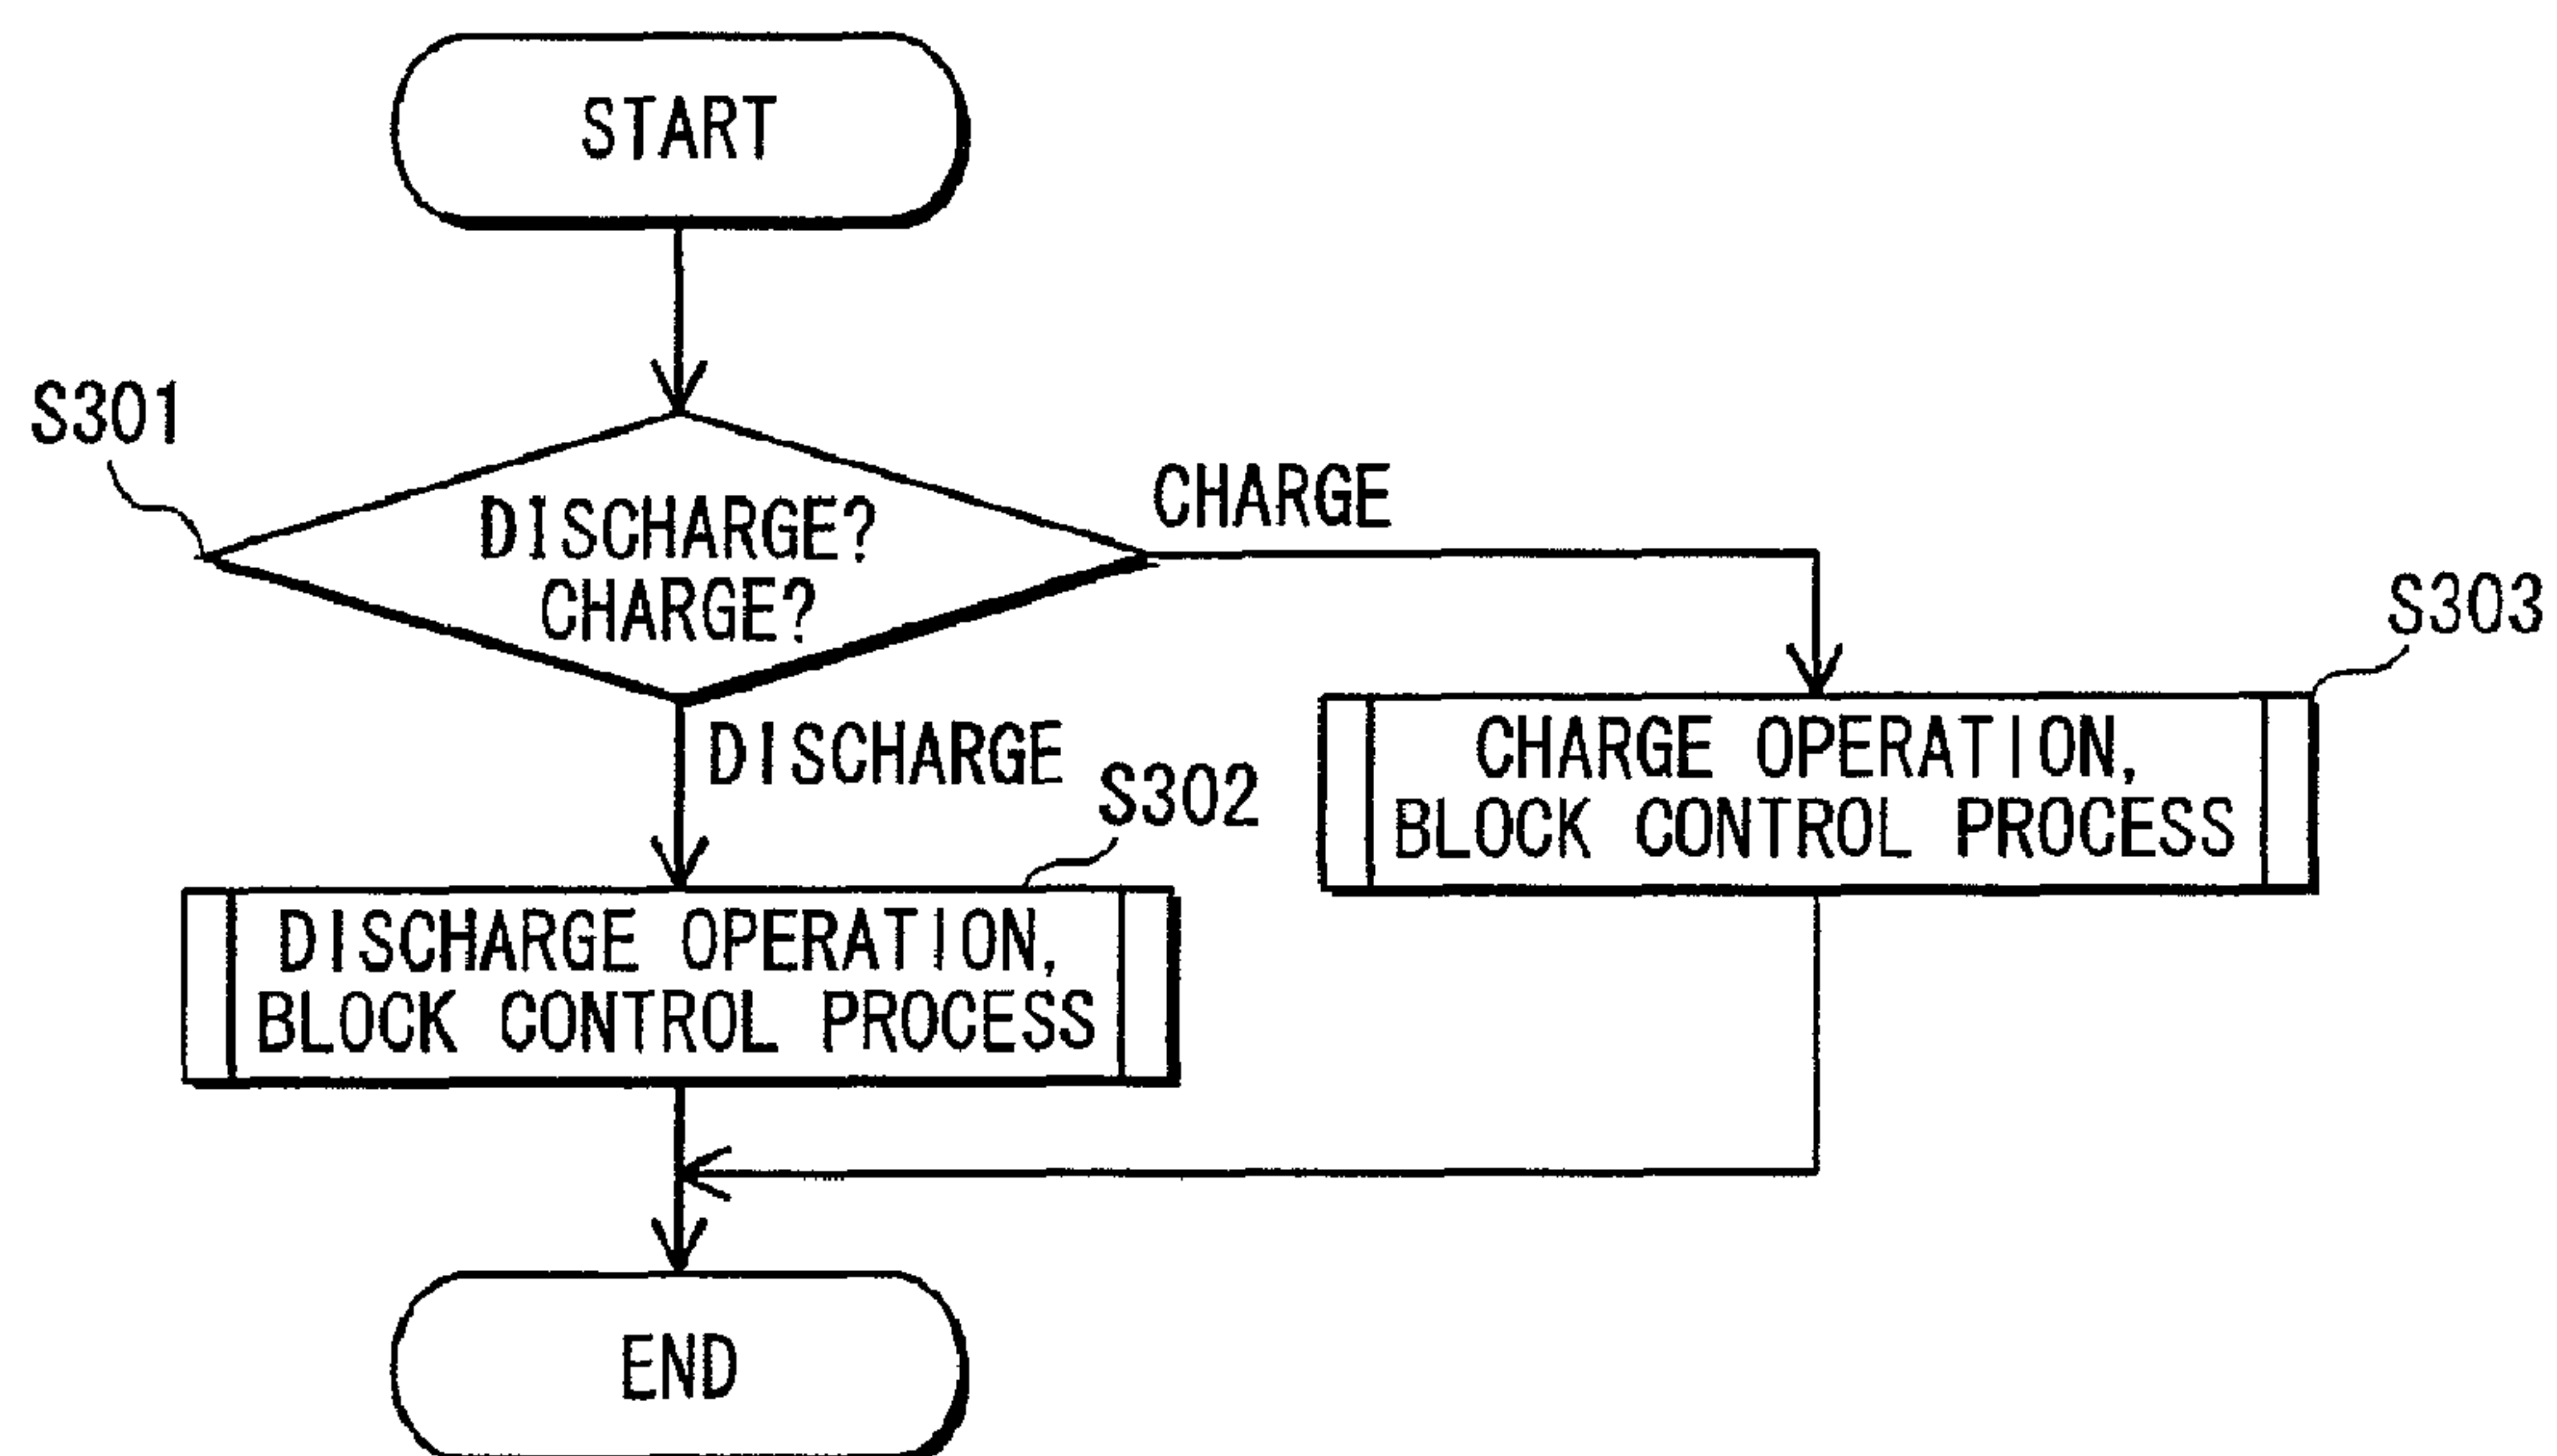 START
S301
DISCHARGE?
CHARGE?
CHARGE
S303
CHARGE OPERATION,
BLOCK CONTROL PROCESS
DISCHARGE
S302
DISCHARGE OPERATION,
BLOCK CONTROL PROCESS
END